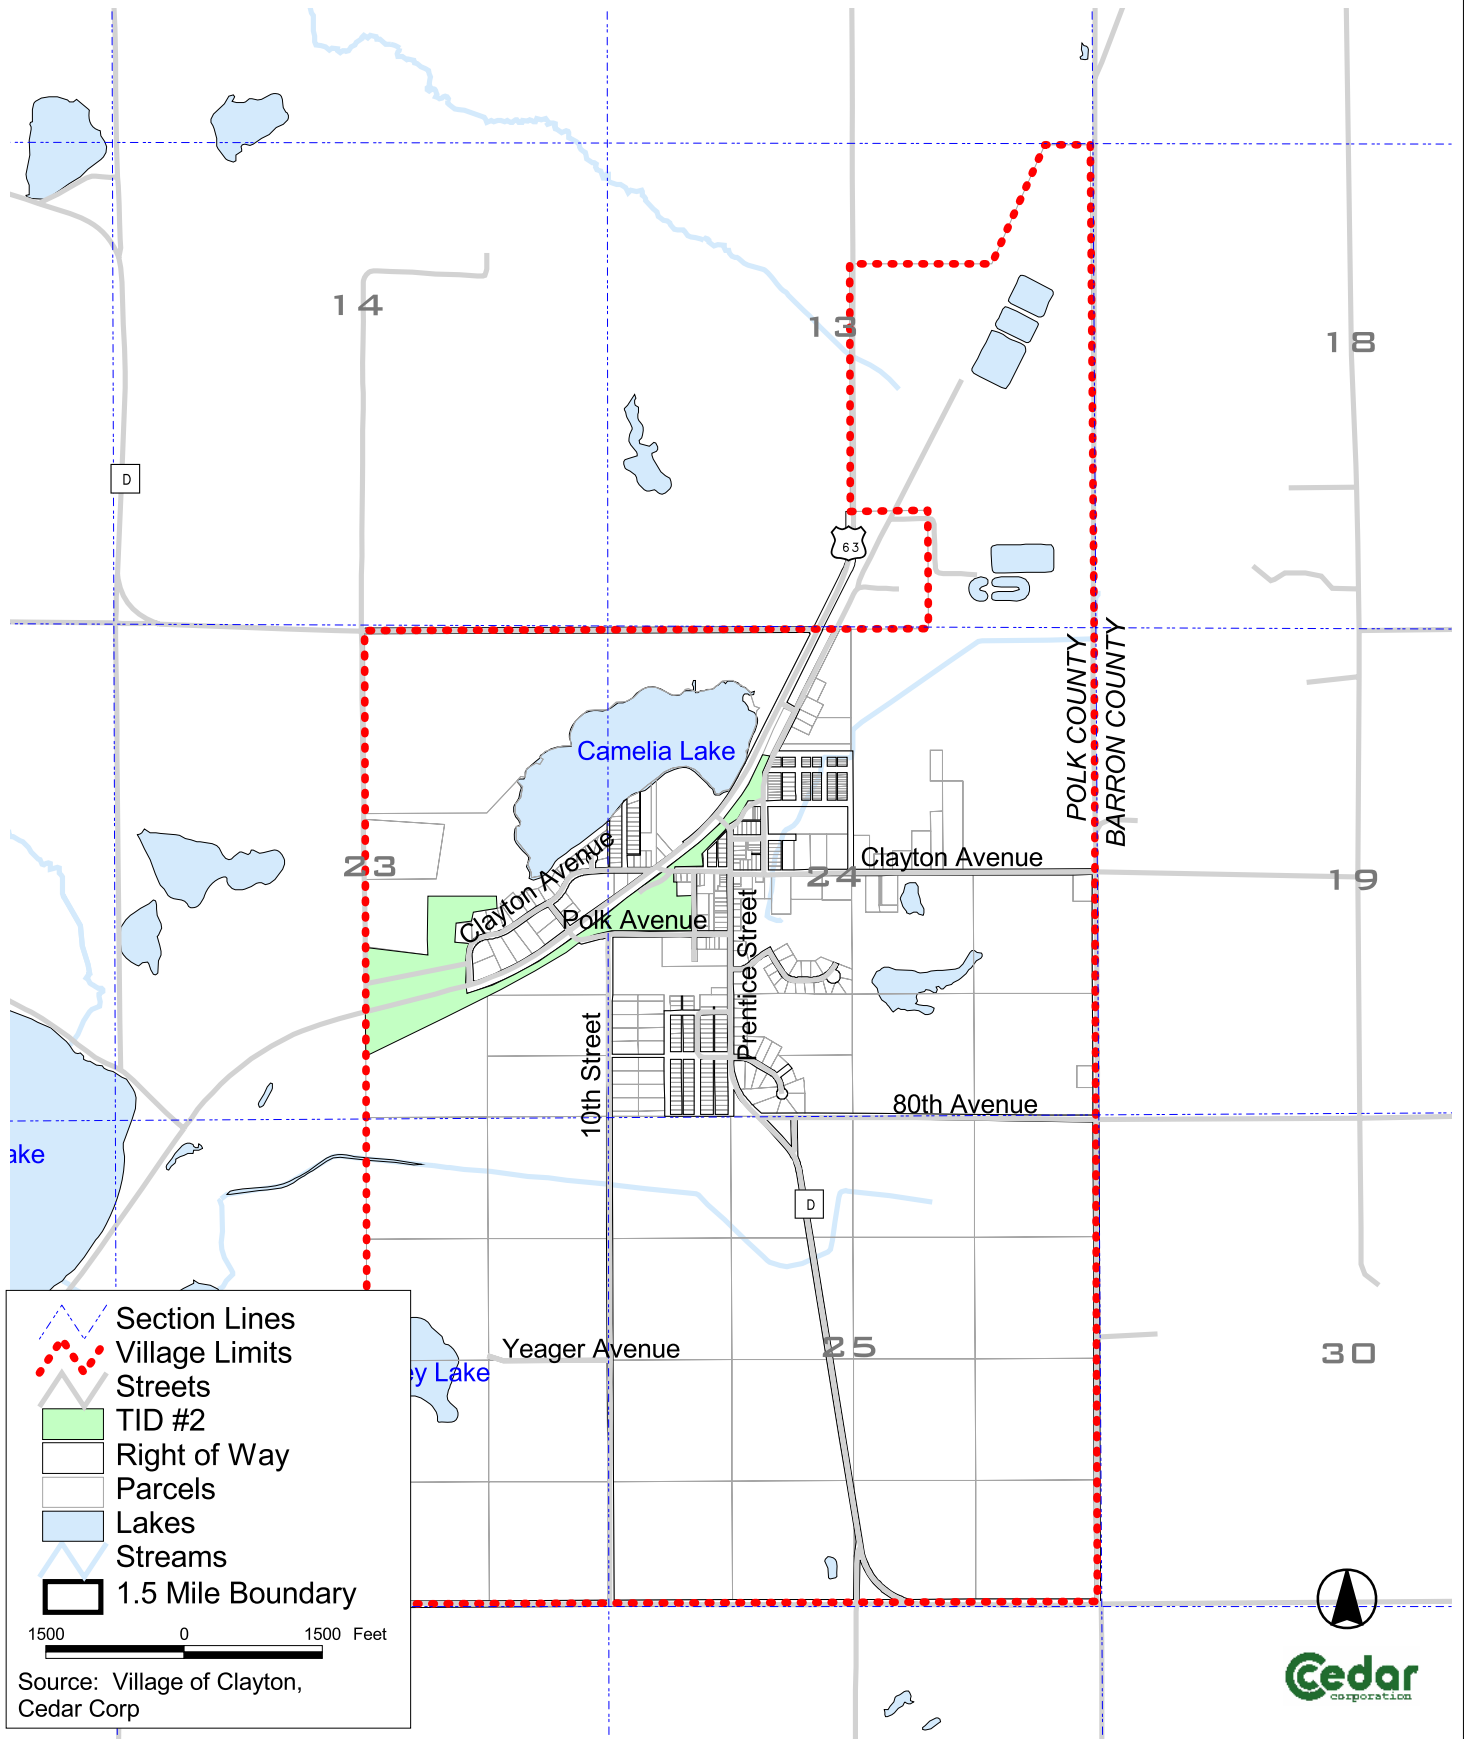 14
13
18
D
63
POLK COUNTY
BARRON COUNTY
Camelia Lake
Clayton Avenue
23
Clayton Avenue
24
19
Polk Avenue
Prentice Street
10th Street
80th Avenue
ake
D
Yeager Avenue
25
30
ey Lake
Section Lines
Village Limits
Streets
TID #2
Right of Way
Parcels
Lakes
Streams
1.5 Mile Boundary
1500 0 1500 Feet
Source: Village of Clayton,
Cedar Corp
Cedar
corporation